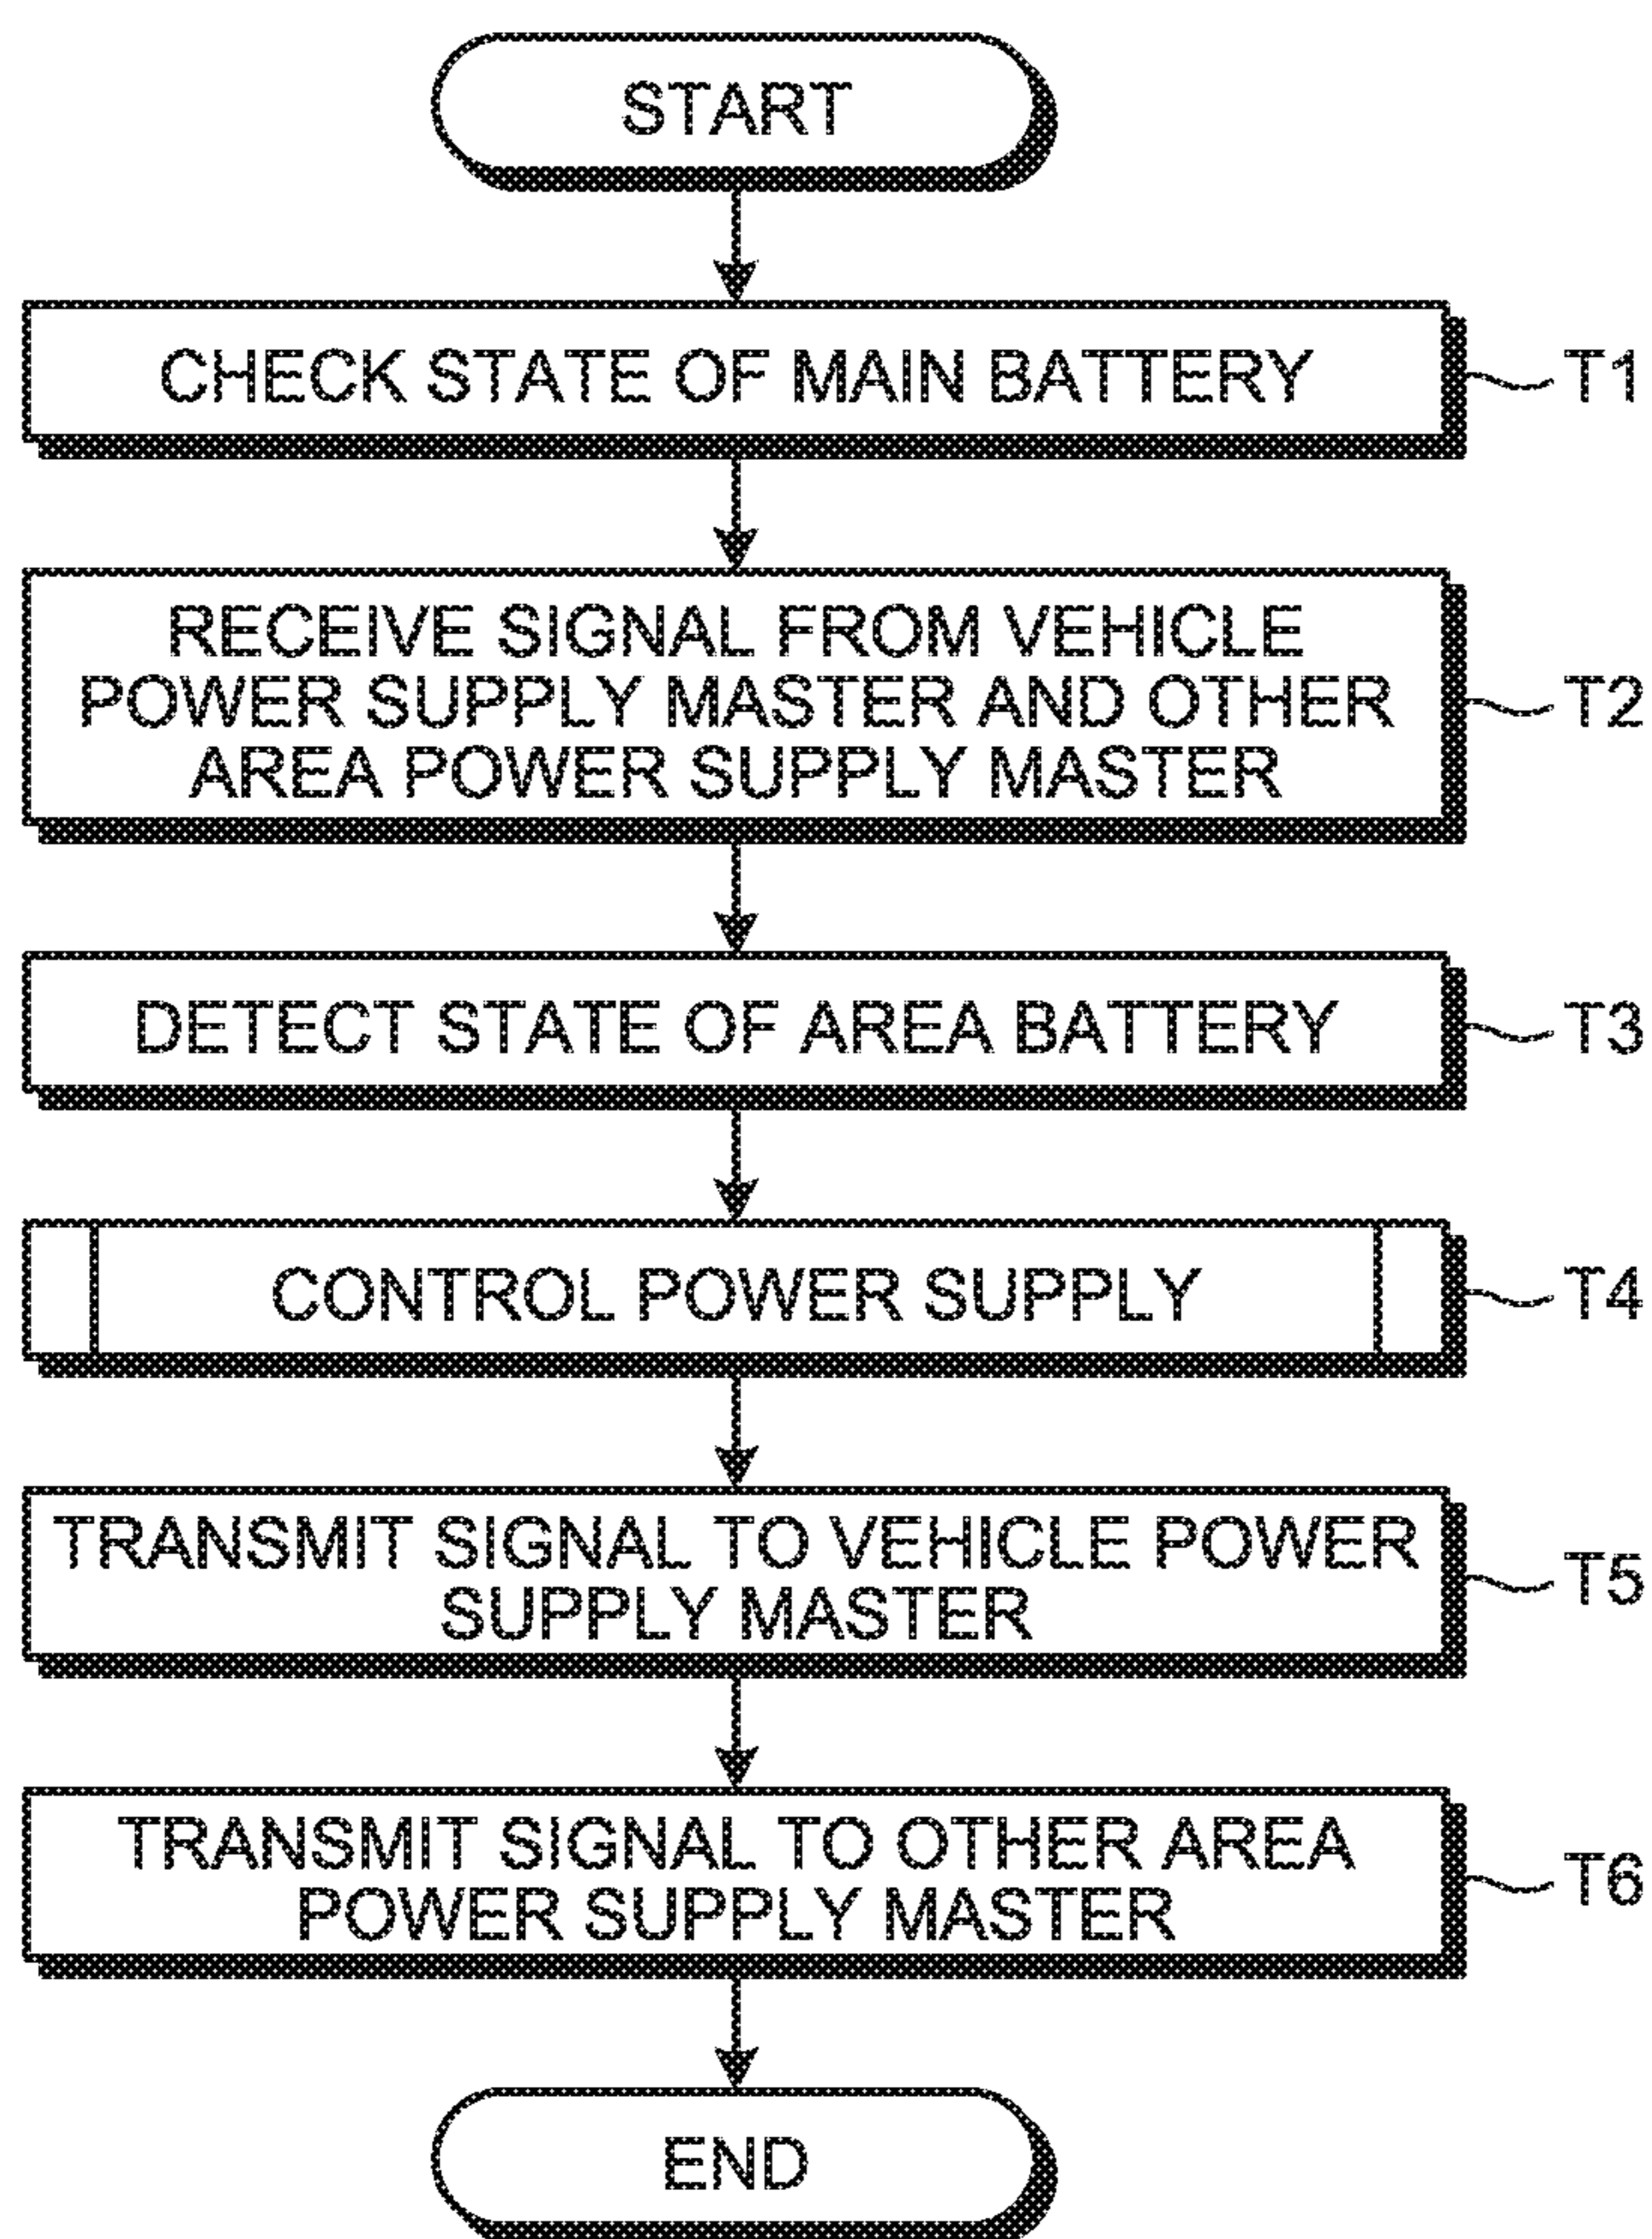 START
CHECK STATE OF MAIN BATTERY
T1
RECEIVE SIGNAL FROM VEHICLE
POWER SUPPLY MASTER AND OTHER
AREA POWER SUPPLY MASTER
T2
DETECT STATE OF AREA BATTERY
T3
CONTROL POWER SUPPLY
T4
TRANSMIT SIGNAL TO VEHICLE POWER
SUPPLY MASTER
T5
TRANSMIT SIGNAL TO OTHER AREA
POWER SUPPLY MASTER
T6
END